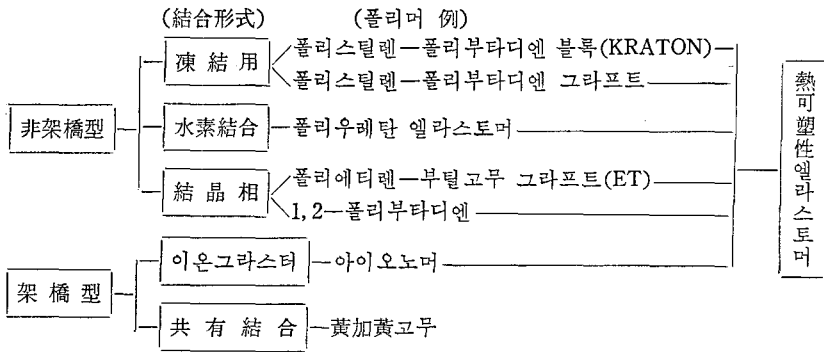 (結合形式) (폴리머 例)
凍結用 폴리스틸렌—폴리부타디엔 블록(KRATON)
폴리스틸렌—폴리부타디엔 그라프트
非架橋型 水素結合 폴리우레탄 엘라스토머
結晶相 폴리에티렌—부틸고무 그라프트(ET)
1,2—폴리부타디엔
熱可塑性엘라스토머
架橋型 이온그라스터 아이오노머
共有結合 黃加黃고무